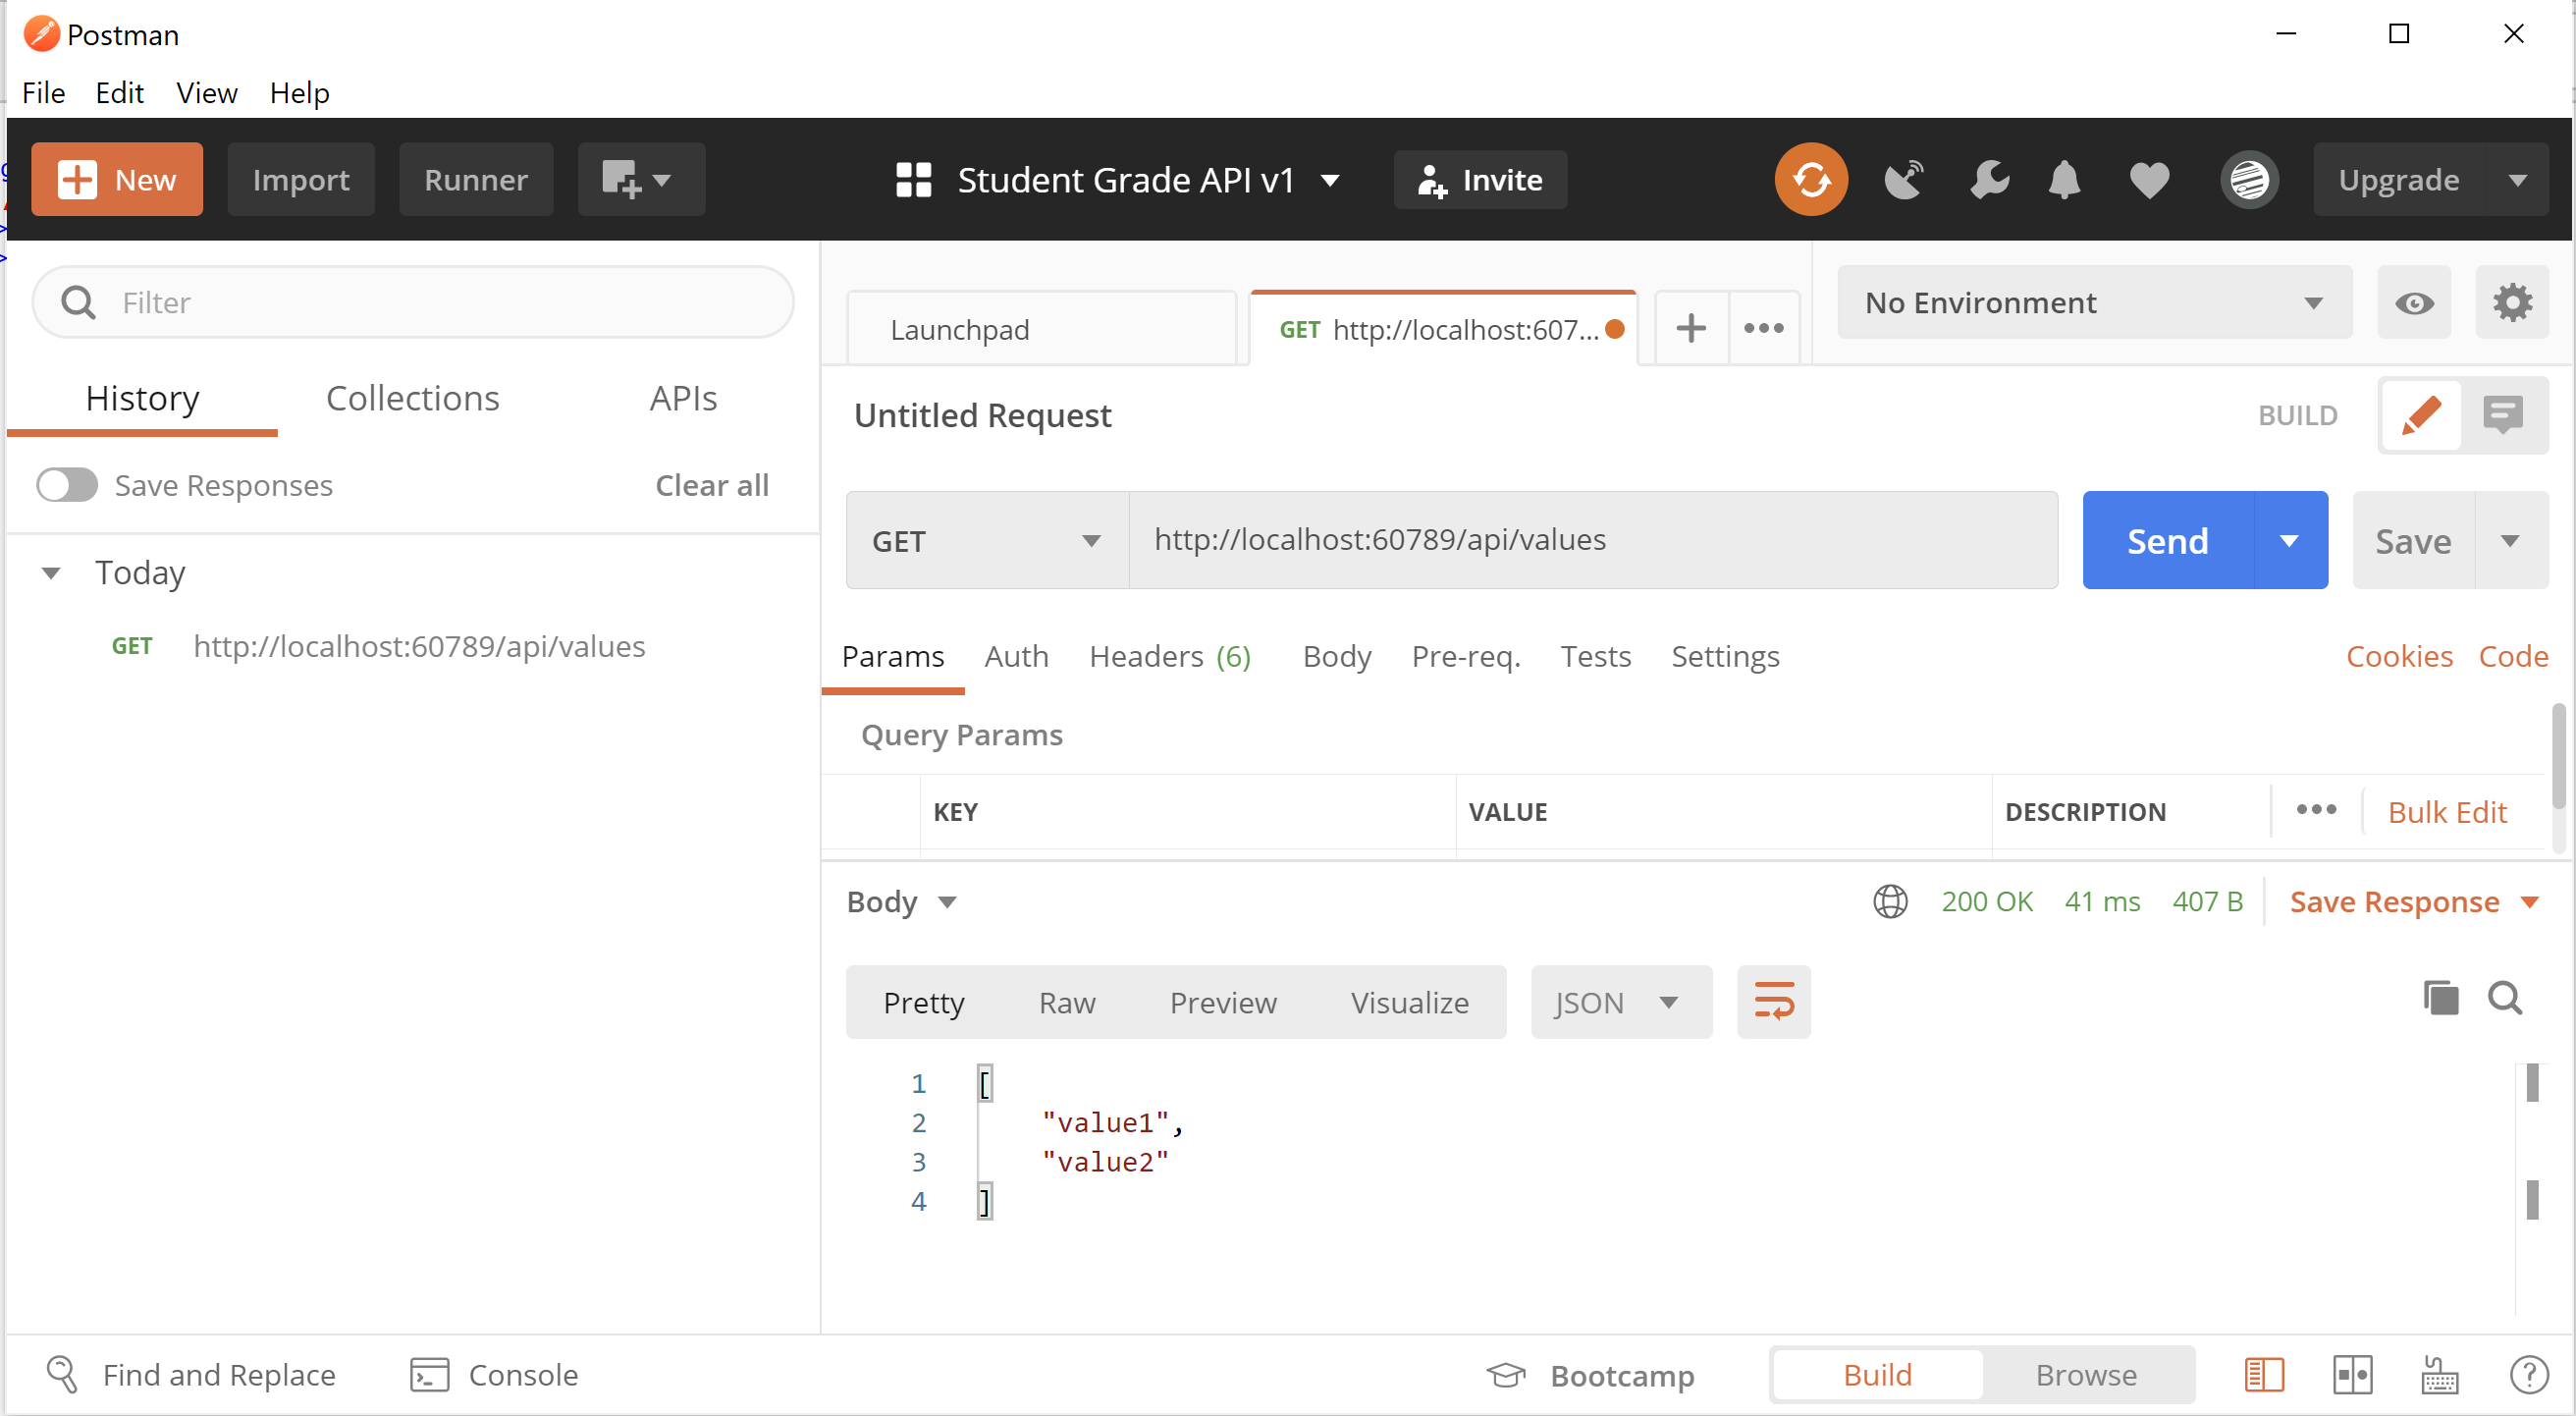 Postman
File Edit View Help
New Import Runner Student Grade API v1 Invite Upgrade
Filter
History Collections APIs
Save Responses Clear all
Today
GET http://localhost:60789/api/values
Launchpad GET http://localhost:607... No Environment
Untitled Request BUILD
GET http://localhost:60789/api/values Send Save
Params Auth Headers (6) Body Pre-req. Tests Settings Cookies Code
Query Params
KEY VALUE DESCRIPTION Bulk Edit
Body 200 OK 41 ms 407 B Save Response
Pretty Raw Preview Visualize JSON
1 [
2 "value1",
3 "value2"
4 ]
Find and Replace Console Bootcamp Build Browse